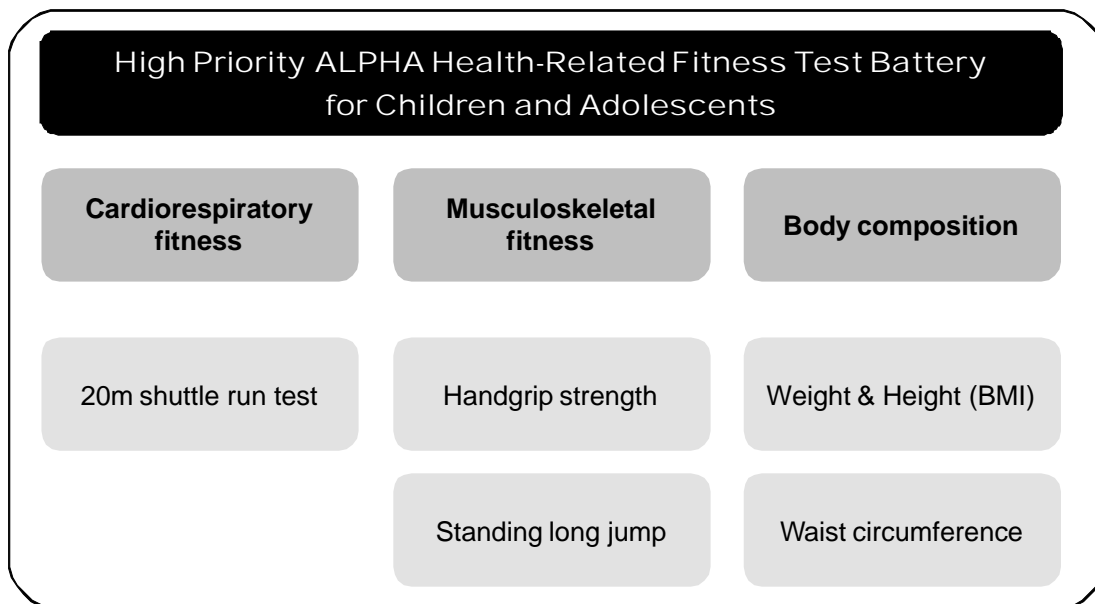 High Priority ALPHA Health-Related Fitness Test Battery
for Children and Adolescents
Cardiorespiratory
fitness
Musculoskeletal
fitness
Body composition
20m shuttle run test
Handgrip strength
Weight & Height (BMI)
Standing long jump
Waist circumference